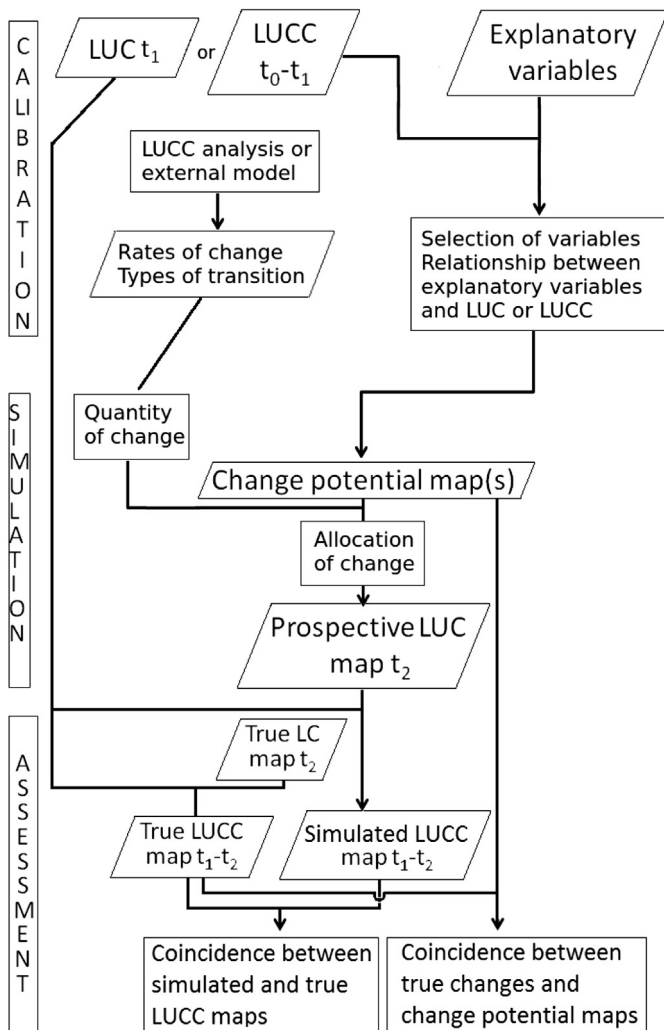 CALIBRATION
LUC t₁
or
LUCC
t₀-t₁
Explanatory
variables
LUCC analysis or
external model
Rates of change
Types of transition
Selection of variables
Relationship between
explanatory variables
and LUC or LUCC
SIMULATION
Quantity
of change
Change potential map(s)
Allocation
of change
Prospective LUC
map t₂
ASSESSMENT
True LC
map t₂
True LUCC
map t₁-t₂
Simulated LUCC
map t₁-t₂
Coincidence between
simulated and true
LUCC maps
Coincidence between
true changes and
change potential maps